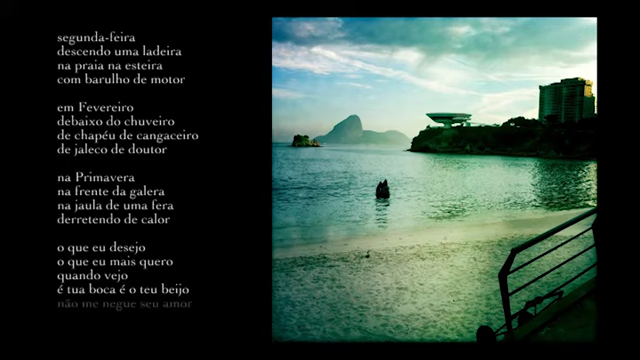 segunda-feira
descendo uma ladeira
na praia na esteira
com barulho de motor
em Fevereiro
debaixo do chuveiro
de chapéu de cangaceiro
de jaleco de doutor
na Primavera
na frente da galera
na jaula de uma fera
derretendo de calor
o que eu desejo
o que eu mais quero
quando vejo
é tua boca é o teu beijo
não me negue seu amor